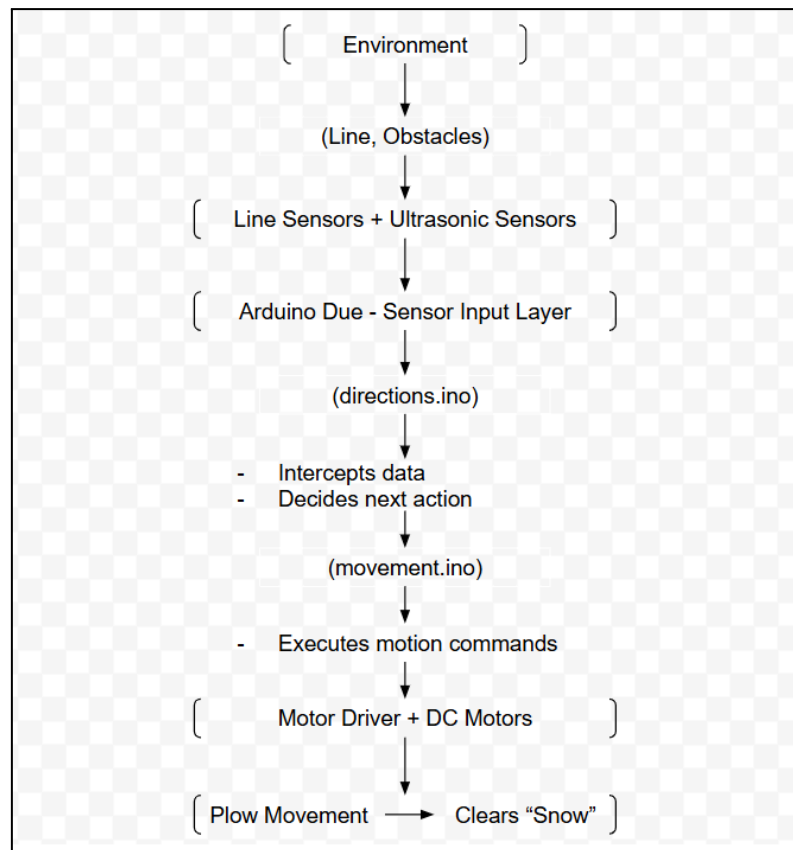 Environment
(Line, Obstacles)
Line Sensors + Ultrasonic Sensors
Arduino Due - Sensor Input Layer
(directions.ino)
- Intercepts data
- Decides next action
(movement.ino)
- Executes motion commands
Motor Driver + DC Motors
Plow Movement Clears “Snow”